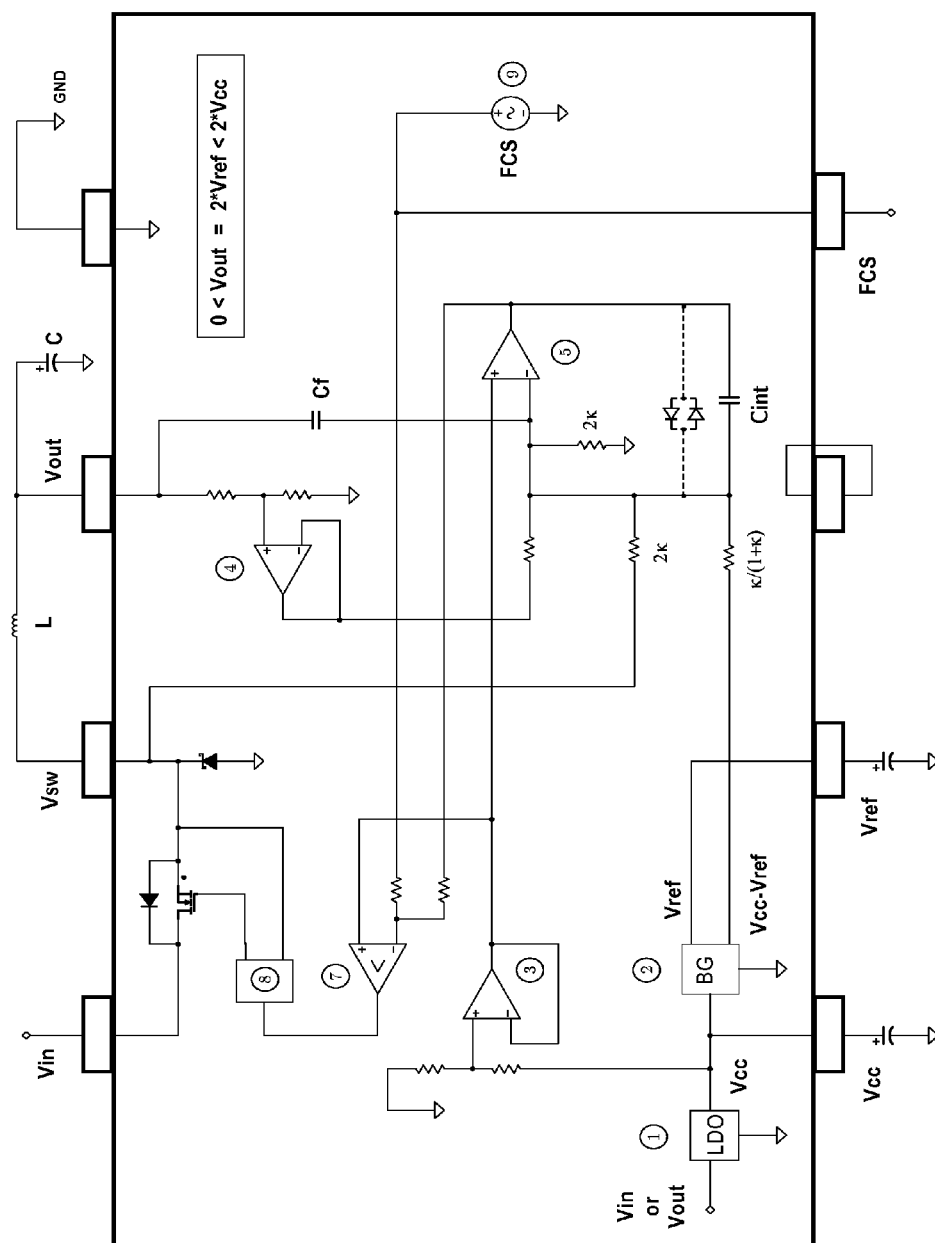 Vin
Vsw
L
Vout
C
GND
8
0 < Vout = 2*Vref < 2*Vcc
4
Cf
7
FCS
9
3
5
2κ
2κ
Vin
or
Vout
1
LDO
Vcc
2
BG
Vref
Vcc-Vref
κ/(1+κ)
Cint
Vcc
Vref
FCS